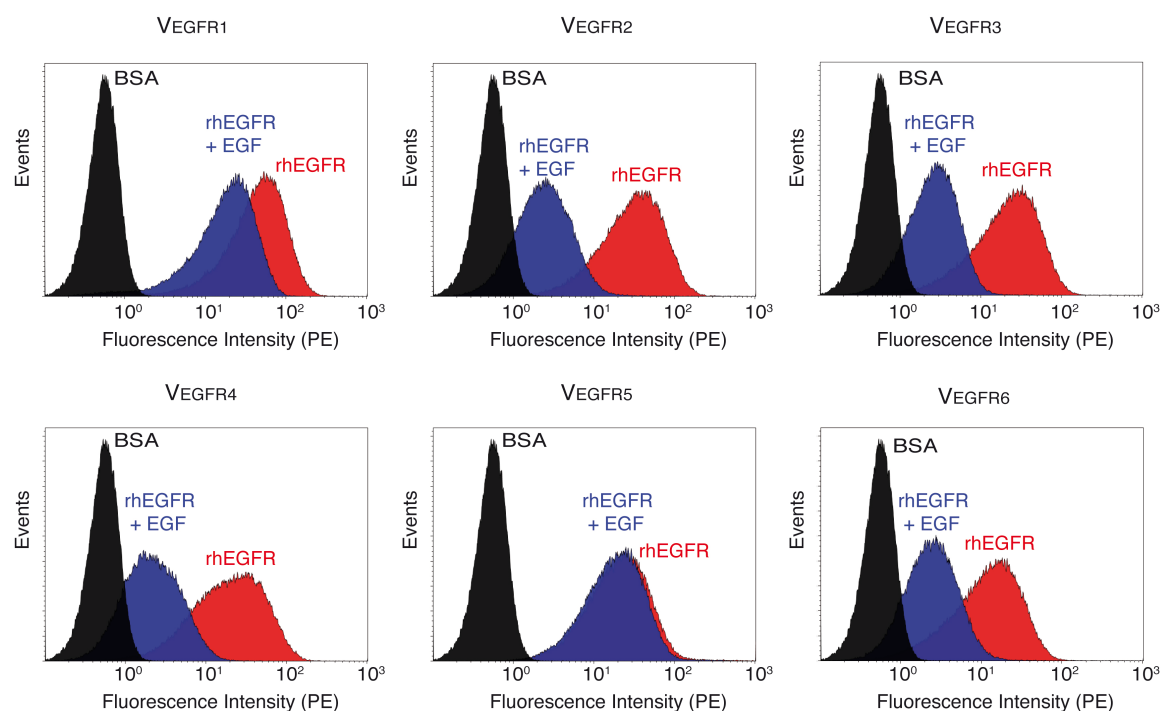 VEGFR1
BSA
rhEGFR
+ EGF
rhEGFR
Events
10⁰ 10¹ 10² 10³
Fluorescence Intensity (PE)
VEGFR2
BSA
rhEGFR
+ EGF
rhEGFR
Events
10⁰ 10¹ 10² 10³
Fluorescence Intensity (PE)
VEGFR3
BSA
rhEGFR
+ EGF
rhEGFR
Events
10⁰ 10¹ 10² 10³
Fluorescence Intensity (PE)
VEGFR4
BSA
rhEGFR
+ EGF
rhEGFR
Events
10⁰ 10¹ 10² 10³
Fluorescence Intensity (PE)
VEGFR5
BSA
rhEGFR
+ EGF
rhEGFR
Events
10⁰ 10¹ 10² 10³
Fluorescence Intensity (PE)
VEGFR6
BSA
rhEGFR
+ EGF
rhEGFR
Events
10⁰ 10¹ 10² 10³
Fluorescence Intensity (PE)